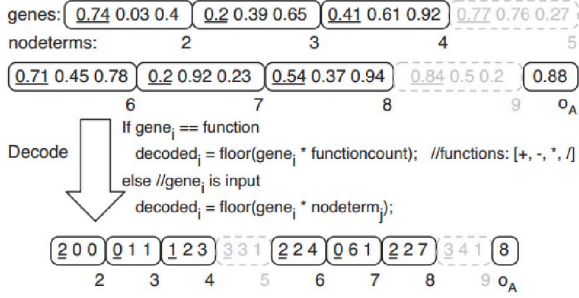 genes: 0.74 0.03 0.4 0.2 0.39 0.65 0.41 0.61 0.92 0.77 0.76 0.27
nodeterms: 2 3 4 5
0.71 0.45 0.78 0.2 0.92 0.23 0.54 0.37 0.94 0.84 0.5 0.2 0.88
6 7 8 9 oA
If gene_i == function
Decode decoded_i = floor(gene_i * functioncount); //functions: [+, -, *, /]
else //gene_i is input
decoded_i = floor(gene_i * nodeterm_j);
2 0 0 0 1 1 1 2 3 3 3 1 2 2 4 0 6 1 2 2 7 3 4 1 8
2 3 4 5 6 7 8 9 oA